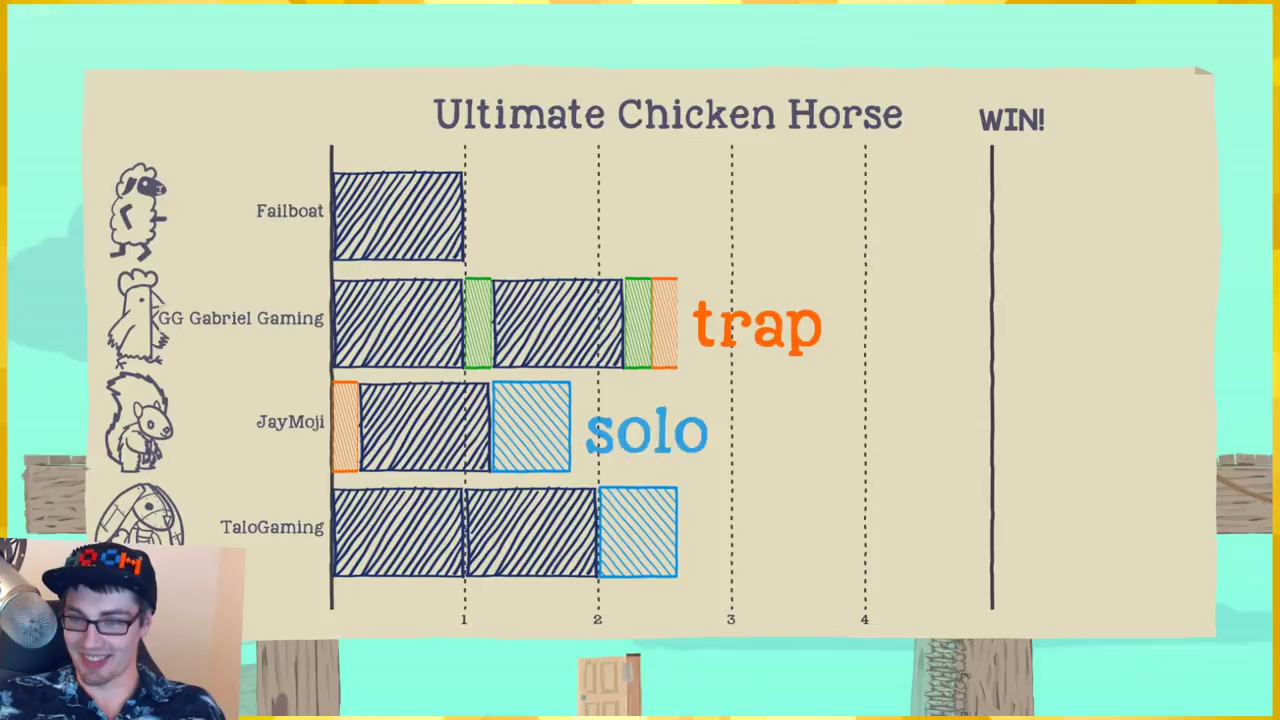 Ultimate Chicken Horse
WIN!
Failboat
GG Gabriel Gaming
trap
JayMoji
solo
TaloGaming
1 2 3 4